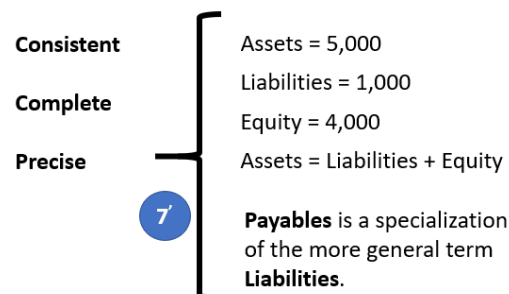 Consistent
Complete
Precise
7’
Assets = 5,000
Liabilities = 1,000
Equity = 4,000
Assets = Liabilities + Equity
Payables is a specialization
of the more general term
Liabilities.